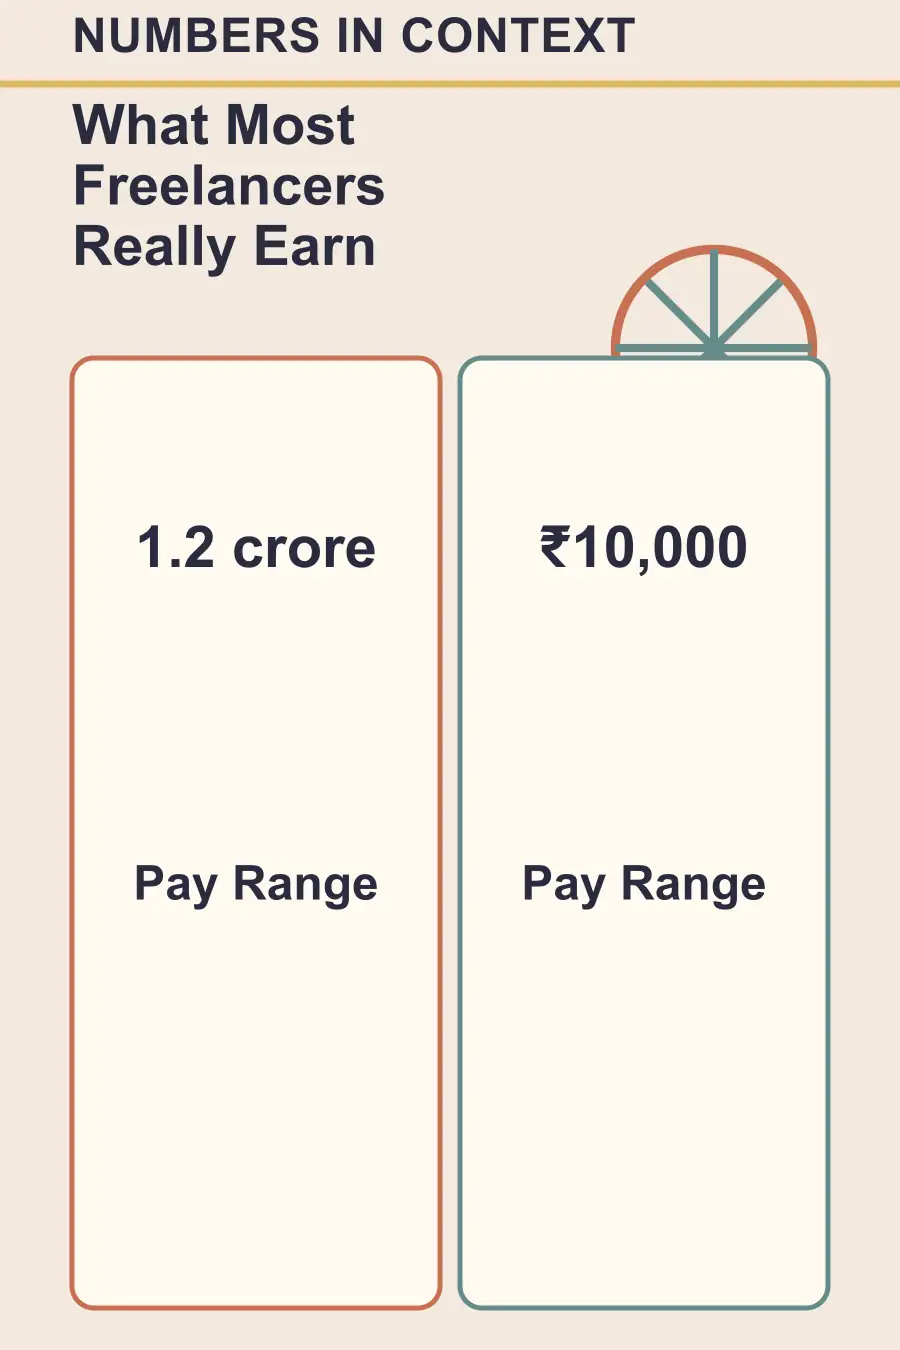 NUMBERS IN CONTEXT
What Most
Freelancers
Really Earn
1.2 crore
₹10,000
Pay Range
Pay Range